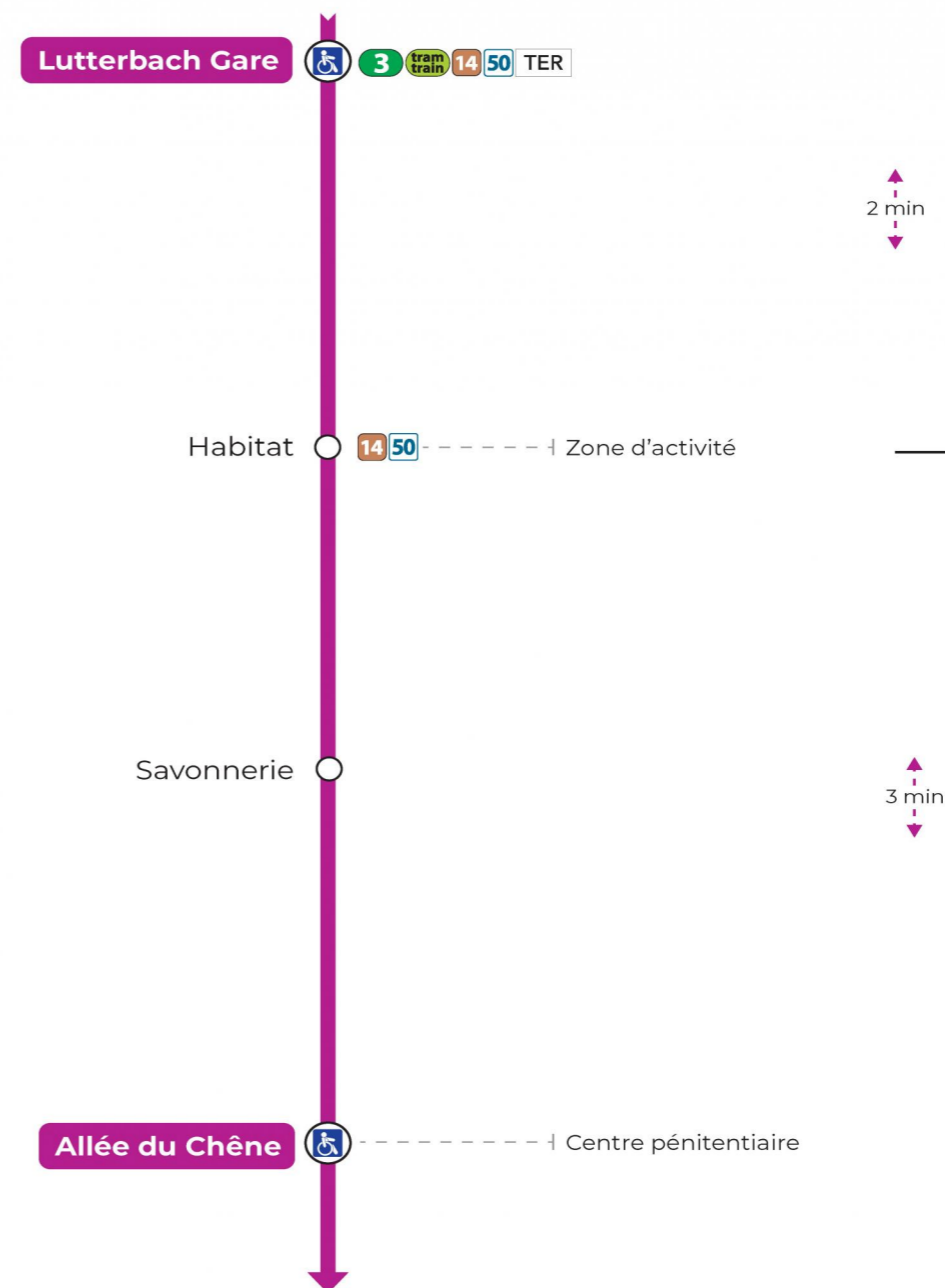 Lutterbach Gare 3 tram train 14 50 TER
2 min
Habitat 14 50 Zone d'activité
Savonnerie
3 min
Allée du Chêne Centre pénitentiaire